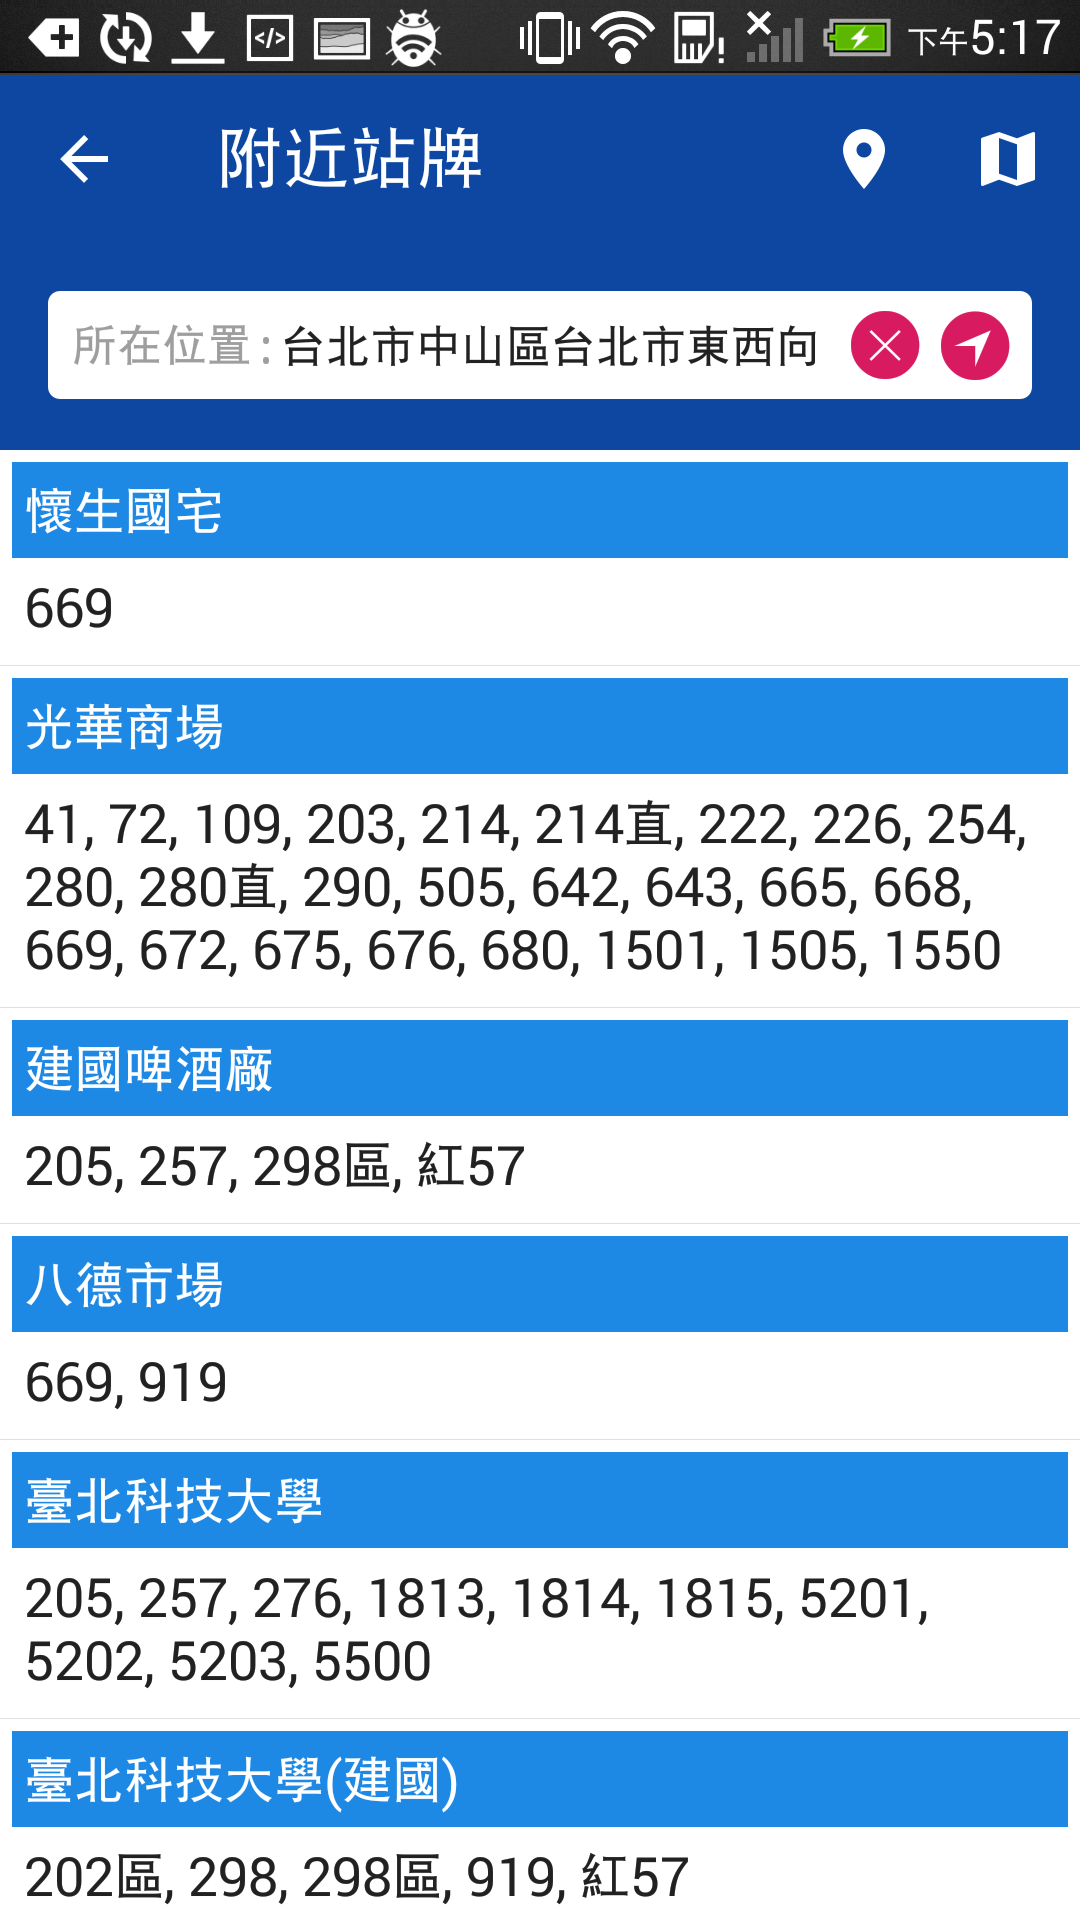 下午5:17
附近站牌
所在位置:台北市中山區台北市東西向
懷生國宅
669
光華商場
41, 72, 109, 203, 214, 214直, 222, 226, 254,
280, 280直, 290, 505, 642, 643, 665, 668,
669, 672, 675, 676, 680, 1501, 1505, 1550
建國啤酒廠
205, 257, 298區, 紅57
八德市場
669, 919
臺北科技大學
205, 257, 276, 1813, 1814, 1815, 5201,
5202, 5203, 5500
臺北科技大學(建國)
202區, 298, 298區, 919, 紅57